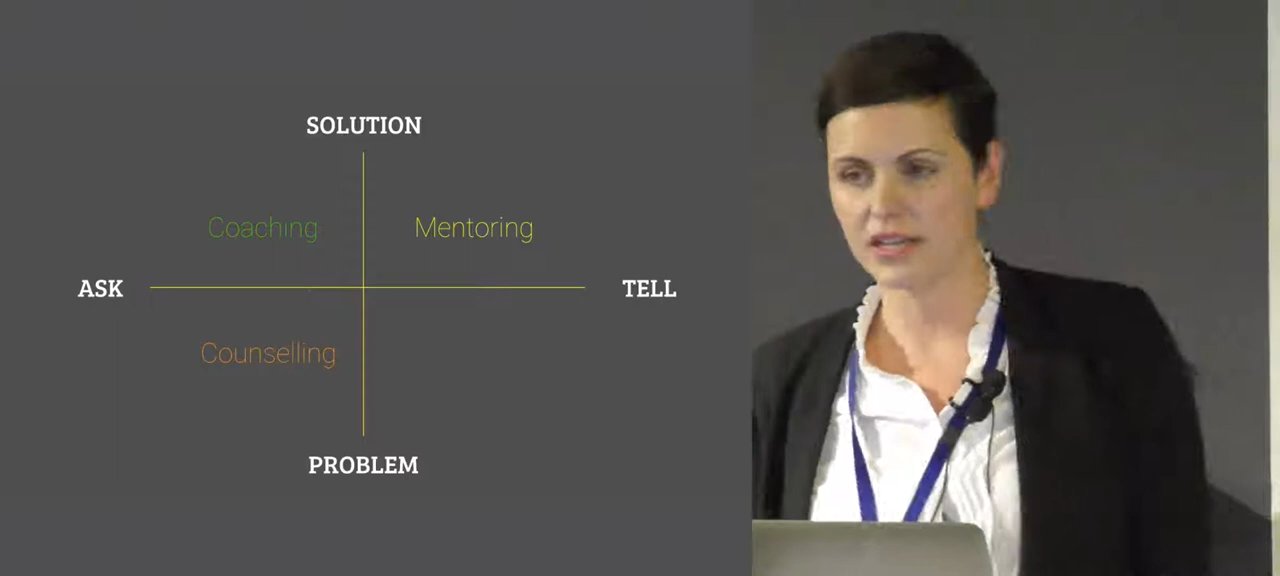 SOLUTION
Coaching
Mentoring
ASK
TELL
Counselling
PROBLEM